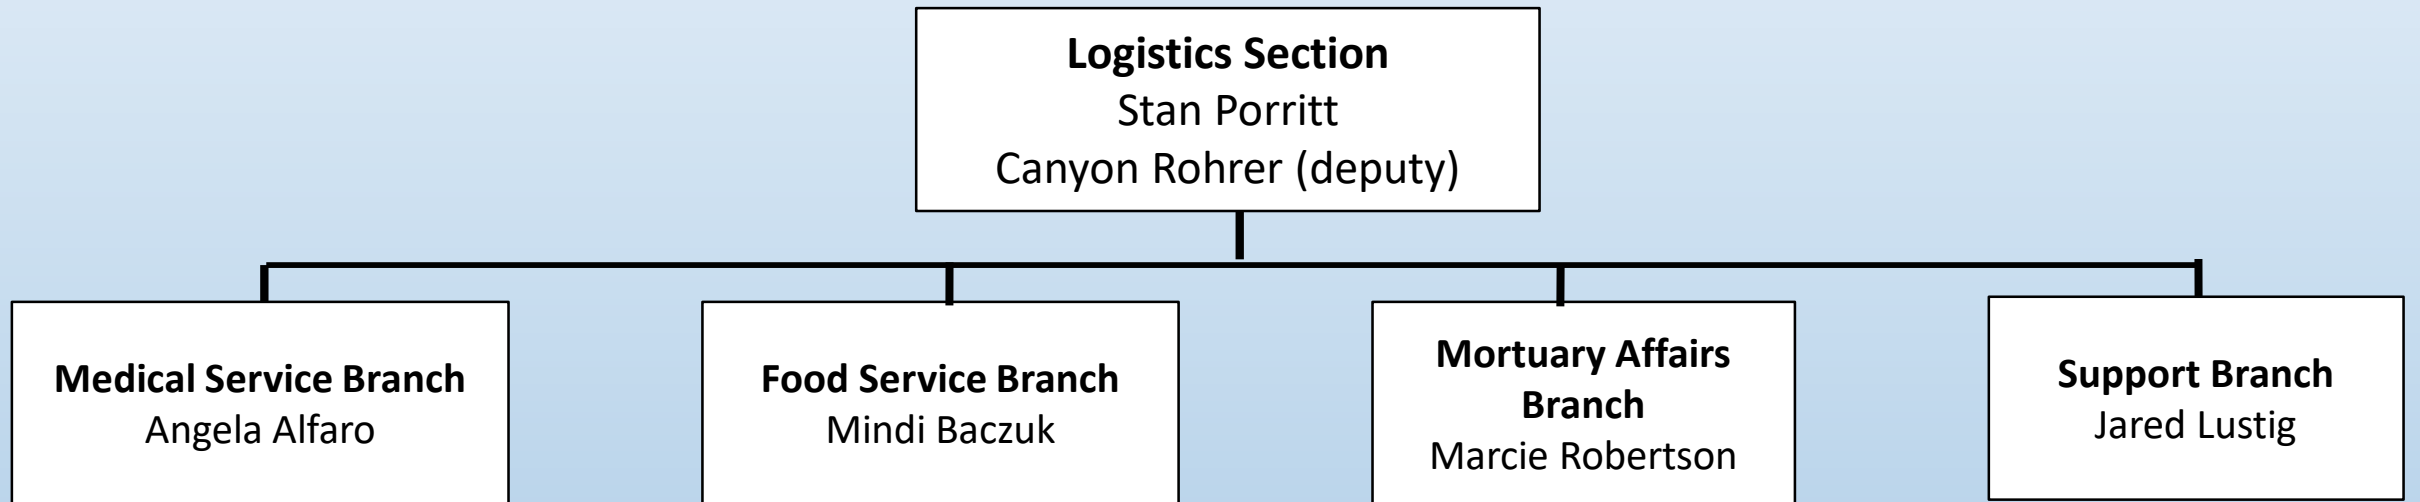 Logistics Section
Stan Porritt
Canyon Rohrer (deputy)
Medical Service Branch
Angela Alfaro
Food Service Branch
Mindi Baczuk
Mortuary Affairs
Branch
Marcie Robertson
Support Branch
Jared Lustig